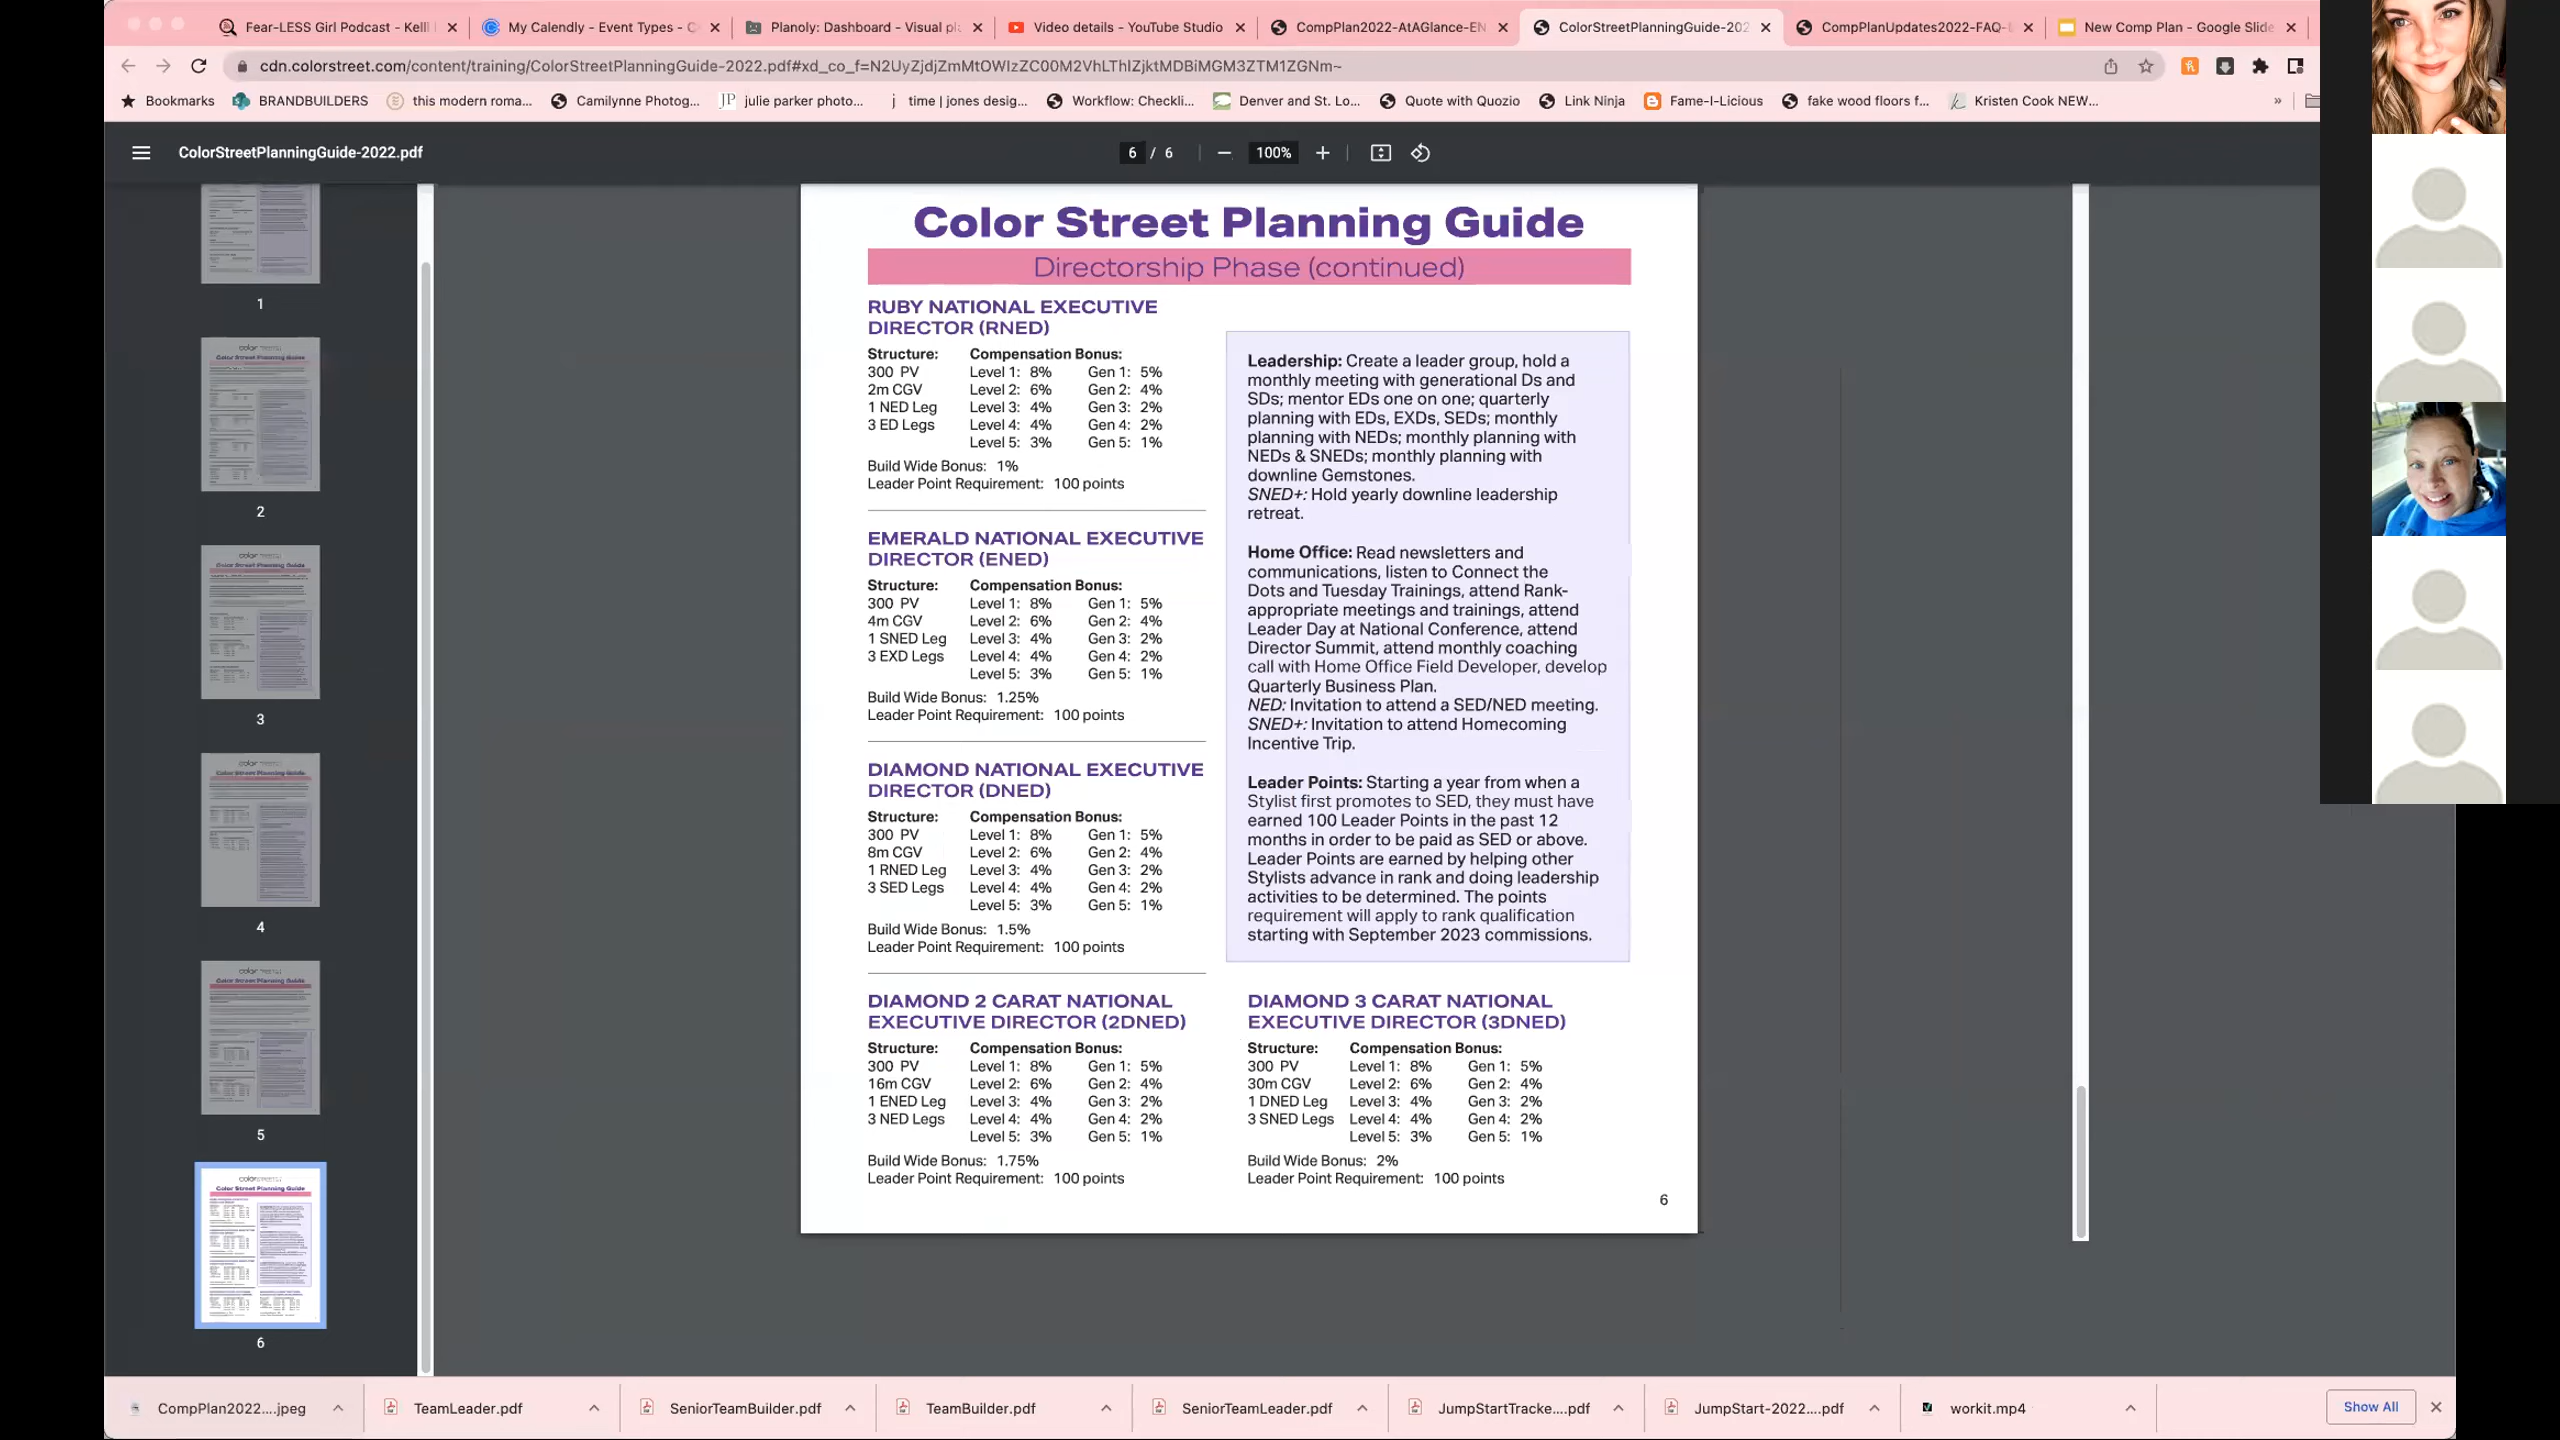 Fear-LESS Girl Podcast - Kelli
My Calendly - Event Types - C
Planoly: Dashboard - Visual pl
Video details - YouTube Studio
CompPlan2022-AtAGlance-EN
ColorStreetPlanningGuide-202
CompPlanUpdates2022-FAQ-
New Comp Plan - Google Slide
cdn.colorstreet.com/content/training/ColorStreetPlanningGuide-2022.pdf#xd_co_f=N2UyZjdjZmMtOWIzZC00M2VhLThlZjktMDBiMGM3ZTM1ZGNm~
Bookmarks
BRANDBUILDERS
this modern roma...
Camilynne Photog...
JP julie parker photo...
j time | jones desig...
Workflow: Checkli...
Denver and St. Lo...
Quote with Quozio
Link Ninja
Fame-I-Licious
fake wood floors f...
Kristen Cook NEW...
»
ColorStreetPlanningGuide-2022.pdf
6 / 6
100%
1
2
3
4
5
6
Color Street Planning Guide
Directorship Phase (continued)
RUBY NATIONAL EXECUTIVE
DIRECTOR (RNED)
Structure: Compensation Bonus:
300 PV Level 1: 8% Gen 1: 5%
2m CGV Level 2: 6% Gen 2: 4%
1 NED Leg Level 3: 4% Gen 3: 2%
3 ED Legs Level 4: 4% Gen 4: 2%
Level 5: 3% Gen 5: 1%
Build Wide Bonus: 1%
Leader Point Requirement: 100 points
EMERALD NATIONAL EXECUTIVE
DIRECTOR (ENED)
Structure: Compensation Bonus:
300 PV Level 1: 8% Gen 1: 5%
4m CGV Level 2: 6% Gen 2: 4%
1 SNED Leg Level 3: 4% Gen 3: 2%
3 EXD Legs Level 4: 4% Gen 4: 2%
Level 5: 3% Gen 5: 1%
Build Wide Bonus: 1.25%
Leader Point Requirement: 100 points
DIAMOND NATIONAL EXECUTIVE
DIRECTOR (DNED)
Structure: Compensation Bonus:
300 PV Level 1: 8% Gen 1: 5%
8m CGV Level 2: 6% Gen 2: 4%
1 RNED Leg Level 3: 4% Gen 3: 2%
3 SED Legs Level 4: 4% Gen 4: 2%
Level 5: 3% Gen 5: 1%
Build Wide Bonus: 1.5%
Leader Point Requirement: 100 points
Leadership: Create a leader group, hold a
monthly meeting with generational Ds and
SDs; mentor EDs one on one; quarterly
planning with EDs, EXDs, SEDs; monthly
planning with NEDs; monthly planning with
NEDs & SNEDs; monthly planning with
downline Gemstones.
SNED+: Hold yearly downline leadership
retreat.
Home Office: Read newsletters and
communications, listen to Connect the
Dots and Tuesday Trainings, attend Rank-
appropriate meetings and trainings, attend
Leader Day at National Conference, attend
Director Summit, attend monthly coaching
call with Home Office Field Developer, develop
Quarterly Business Plan.
NED: Invitation to attend a SED/NED meeting.
SNED+: Invitation to attend Homecoming
Incentive Trip.
Leader Points: Starting a year from when a
Stylist first promotes to SED, they must have
earned 100 Leader Points in the past 12
months in order to be paid as SED or above.
Leader Points are earned by helping other
Stylists advance in rank and doing leadership
activities to be determined. The points
requirement will apply to rank qualification
starting with September 2023 commissions.
DIAMOND 2 CARAT NATIONAL
EXECUTIVE DIRECTOR (2DNED)
Structure: Compensation Bonus:
300 PV Level 1: 8% Gen 1: 5%
16m CGV Level 2: 6% Gen 2: 4%
1 ENED Leg Level 3: 4% Gen 3: 2%
3 NED Legs Level 4: 4% Gen 4: 2%
Level 5: 3% Gen 5: 1%
Build Wide Bonus: 1.75%
Leader Point Requirement: 100 points
DIAMOND 3 CARAT NATIONAL
EXECUTIVE DIRECTOR (3DNED)
Structure: Compensation Bonus:
300 PV Level 1: 8% Gen 1: 5%
30m CGV Level 2: 6% Gen 2: 4%
1 DNED Leg Level 3: 4% Gen 3: 2%
3 SNED Legs Level 4: 4% Gen 4: 2%
Level 5: 3% Gen 5: 1%
Build Wide Bonus: 2%
Leader Point Requirement: 100 points
6
CompPlan2022....jpeg
TeamLeader.pdf
SeniorTeamBuilder.pdf
TeamBuilder.pdf
SeniorTeamLeader.pdf
JumpStartTracke....pdf
JumpStart-2022....pdf
workit.mp4
Show All